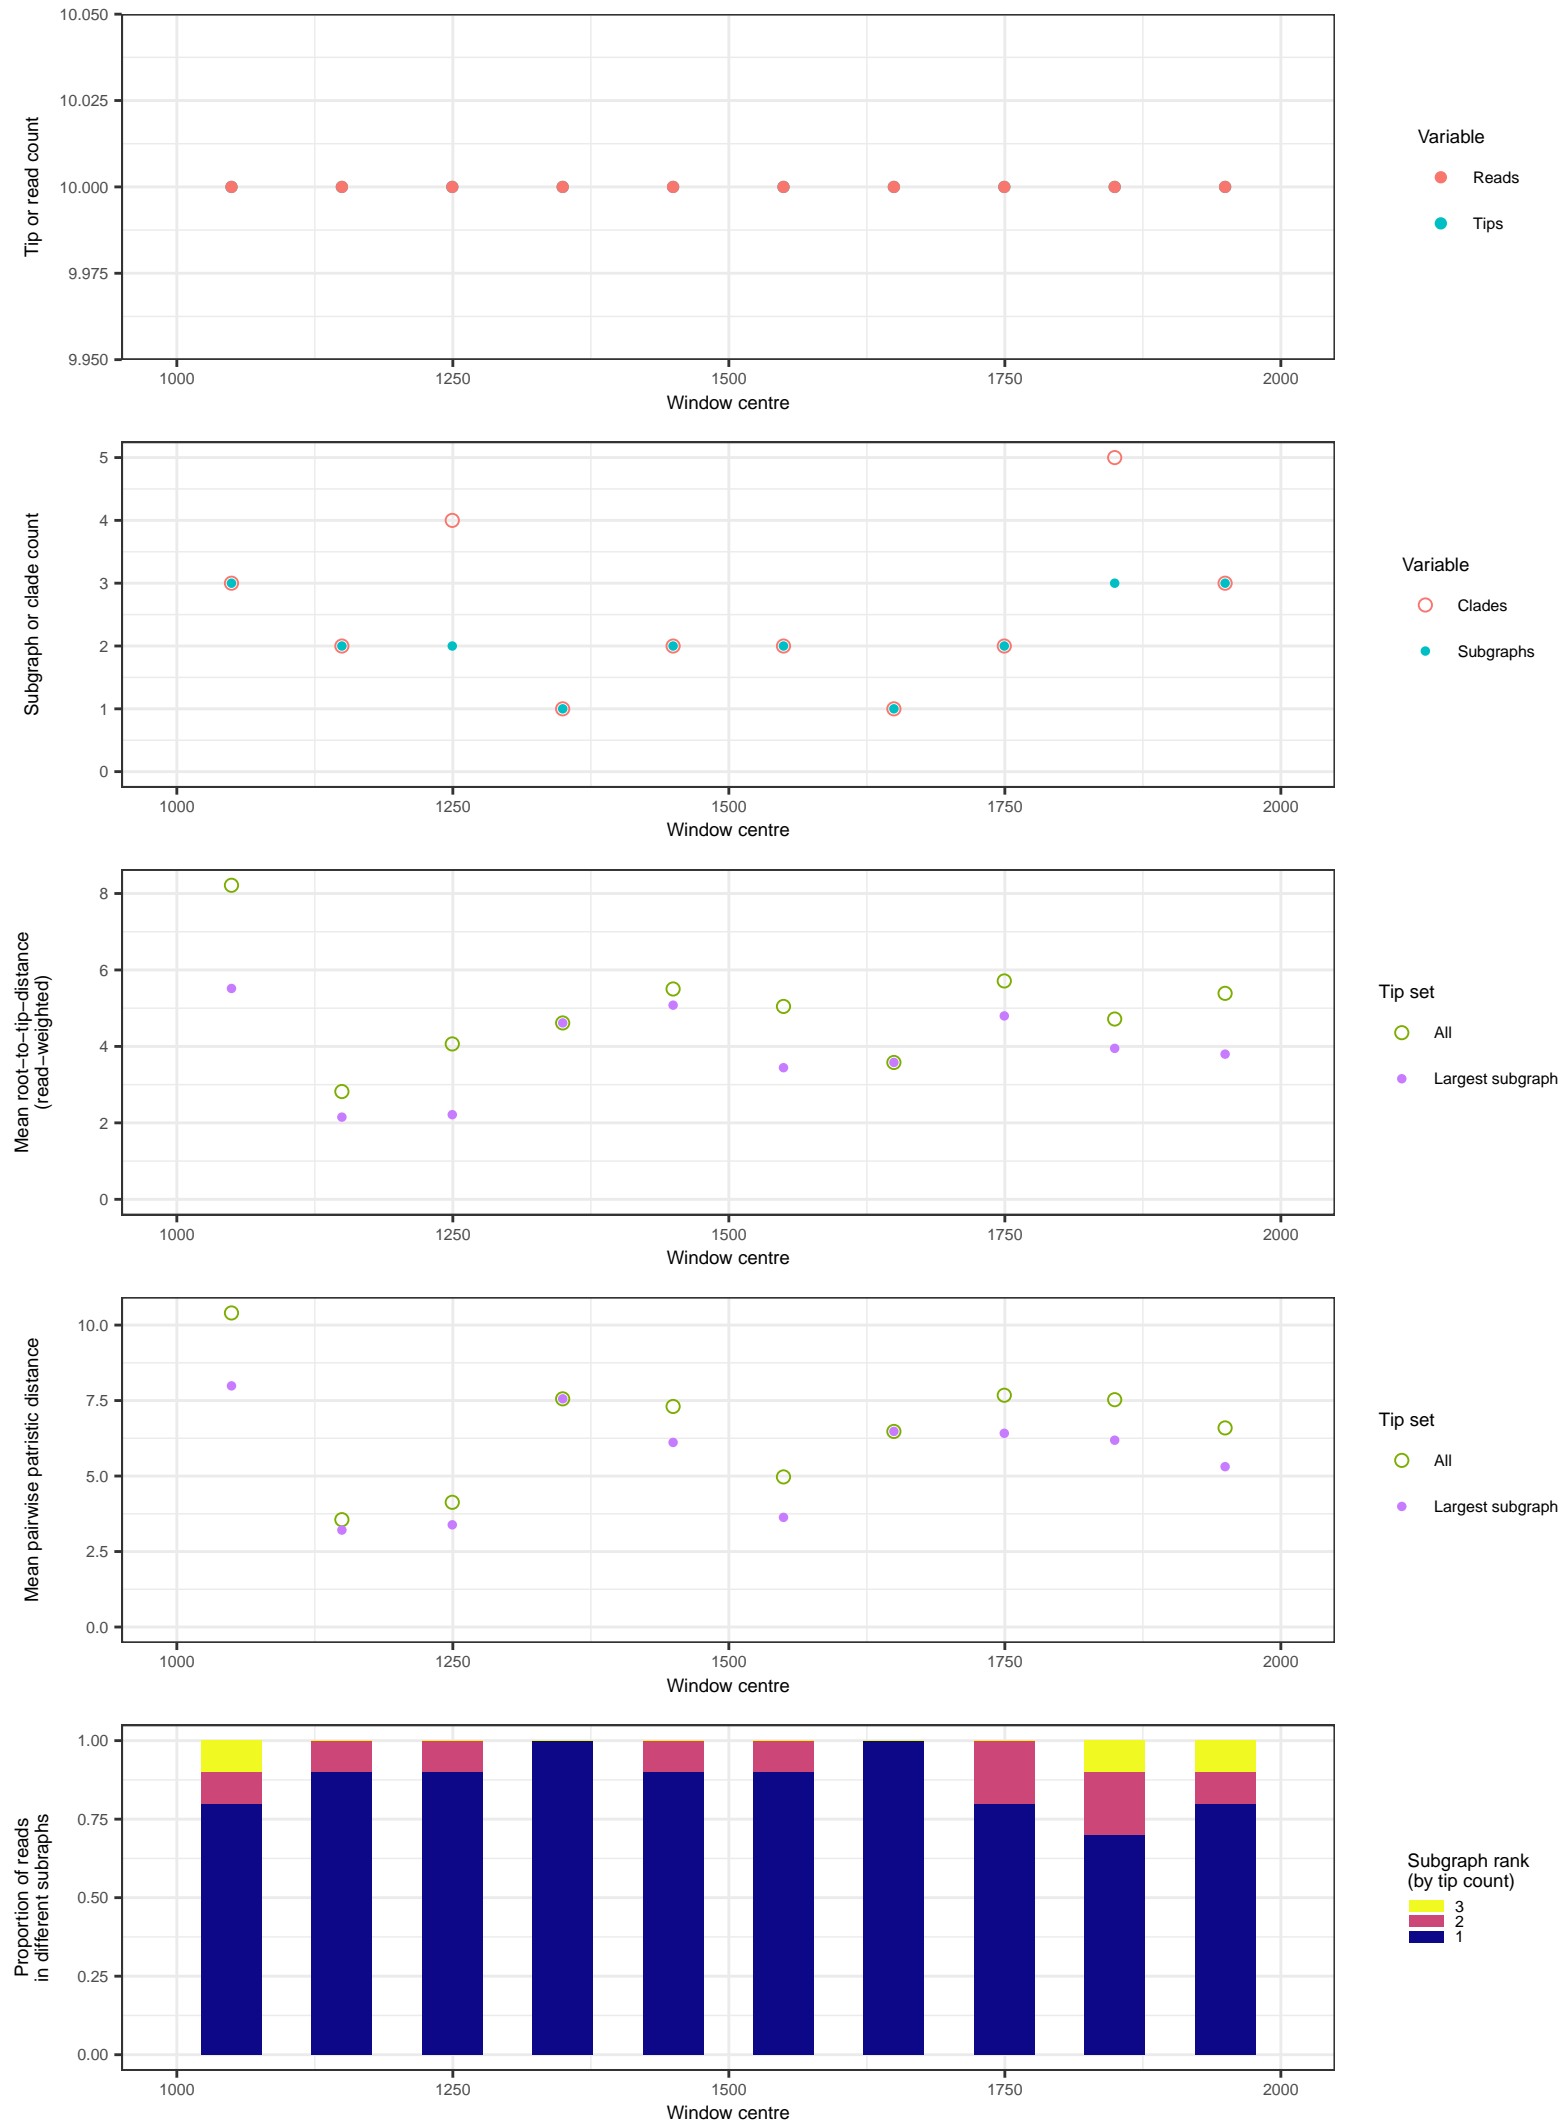 10.050
10.025
10.000
9.975
9.950
Tip or read count
1000 1250 1500 1750 2000
Window centre
Variable
Reads
Tips
5
4
3
2
1
0
Subgraph or clade count
1000 1250 1500 1750 2000
Window centre
Variable
Clades
Subgraphs
8
6
4
2
0
Mean root−to−tip−distance
(read−weighted)
1000 1250 1500 1750 2000
Window centre
Tip set
All
Largest subgraph
10.0
7.5
5.0
2.5
0.0
Mean pairwise patristic distance
1000 1250 1500 1750 2000
Window centre
Tip set
All
Largest subgraph
1.00
0.75
0.50
0.25
0.00
Proportion of reads
in different subraphs
1000 1250 1500 1750 2000
Window centre
Subgraph rank
(by tip count)
3
2
1